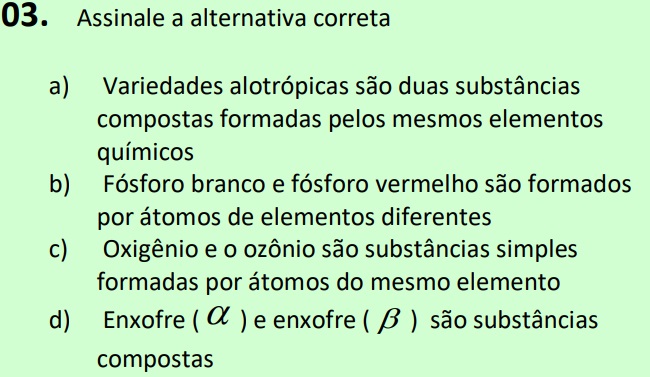 03. Assinale a alternativa correta
a) Variedades alotrópicas são duas substâncias
compostas formadas pelos mesmos elementos
químicos
b) Fósforo branco e fósforo vermelho são formados
por átomos de elementos diferentes
c) Oxigênio e o ozônio são substâncias simples
formadas por átomos do mesmo elemento
d) Enxofre ( α ) e enxofre ( β ) são substâncias
compostas